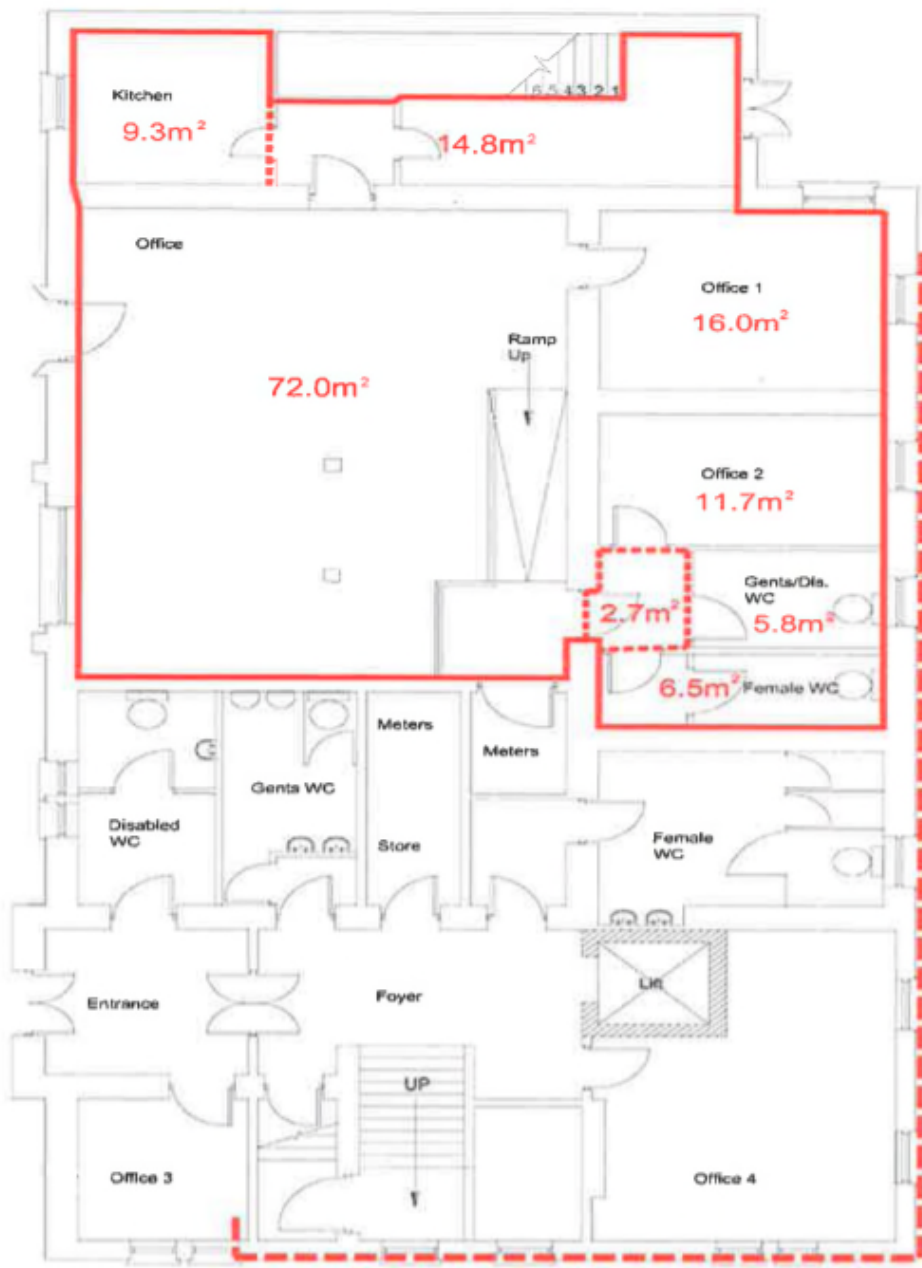 Kitchen
9.3m²
6 5 4 3 2 1
14.8m²
Office
Office 1
16.0m²
Ramp
Up
72.0m²
Office 2
11.7m²
Gents/Dis.
WC
2.7m²
5.8m²
6.5m²
Female WC
Meters
Meters
Gents WC
Disabled
WC
Store
Female
WC
Entrance
Foyer
Lift
UP
Office 3
Office 4